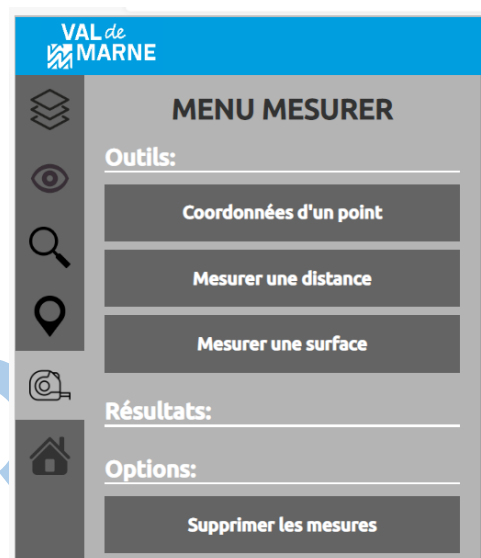 VAL de
MARNE
MENU MESURER
Outils:
Coordonnées d'un point
Mesurer une distance
Mesurer une surface
Résultats:
Options:
Supprimer les mesures